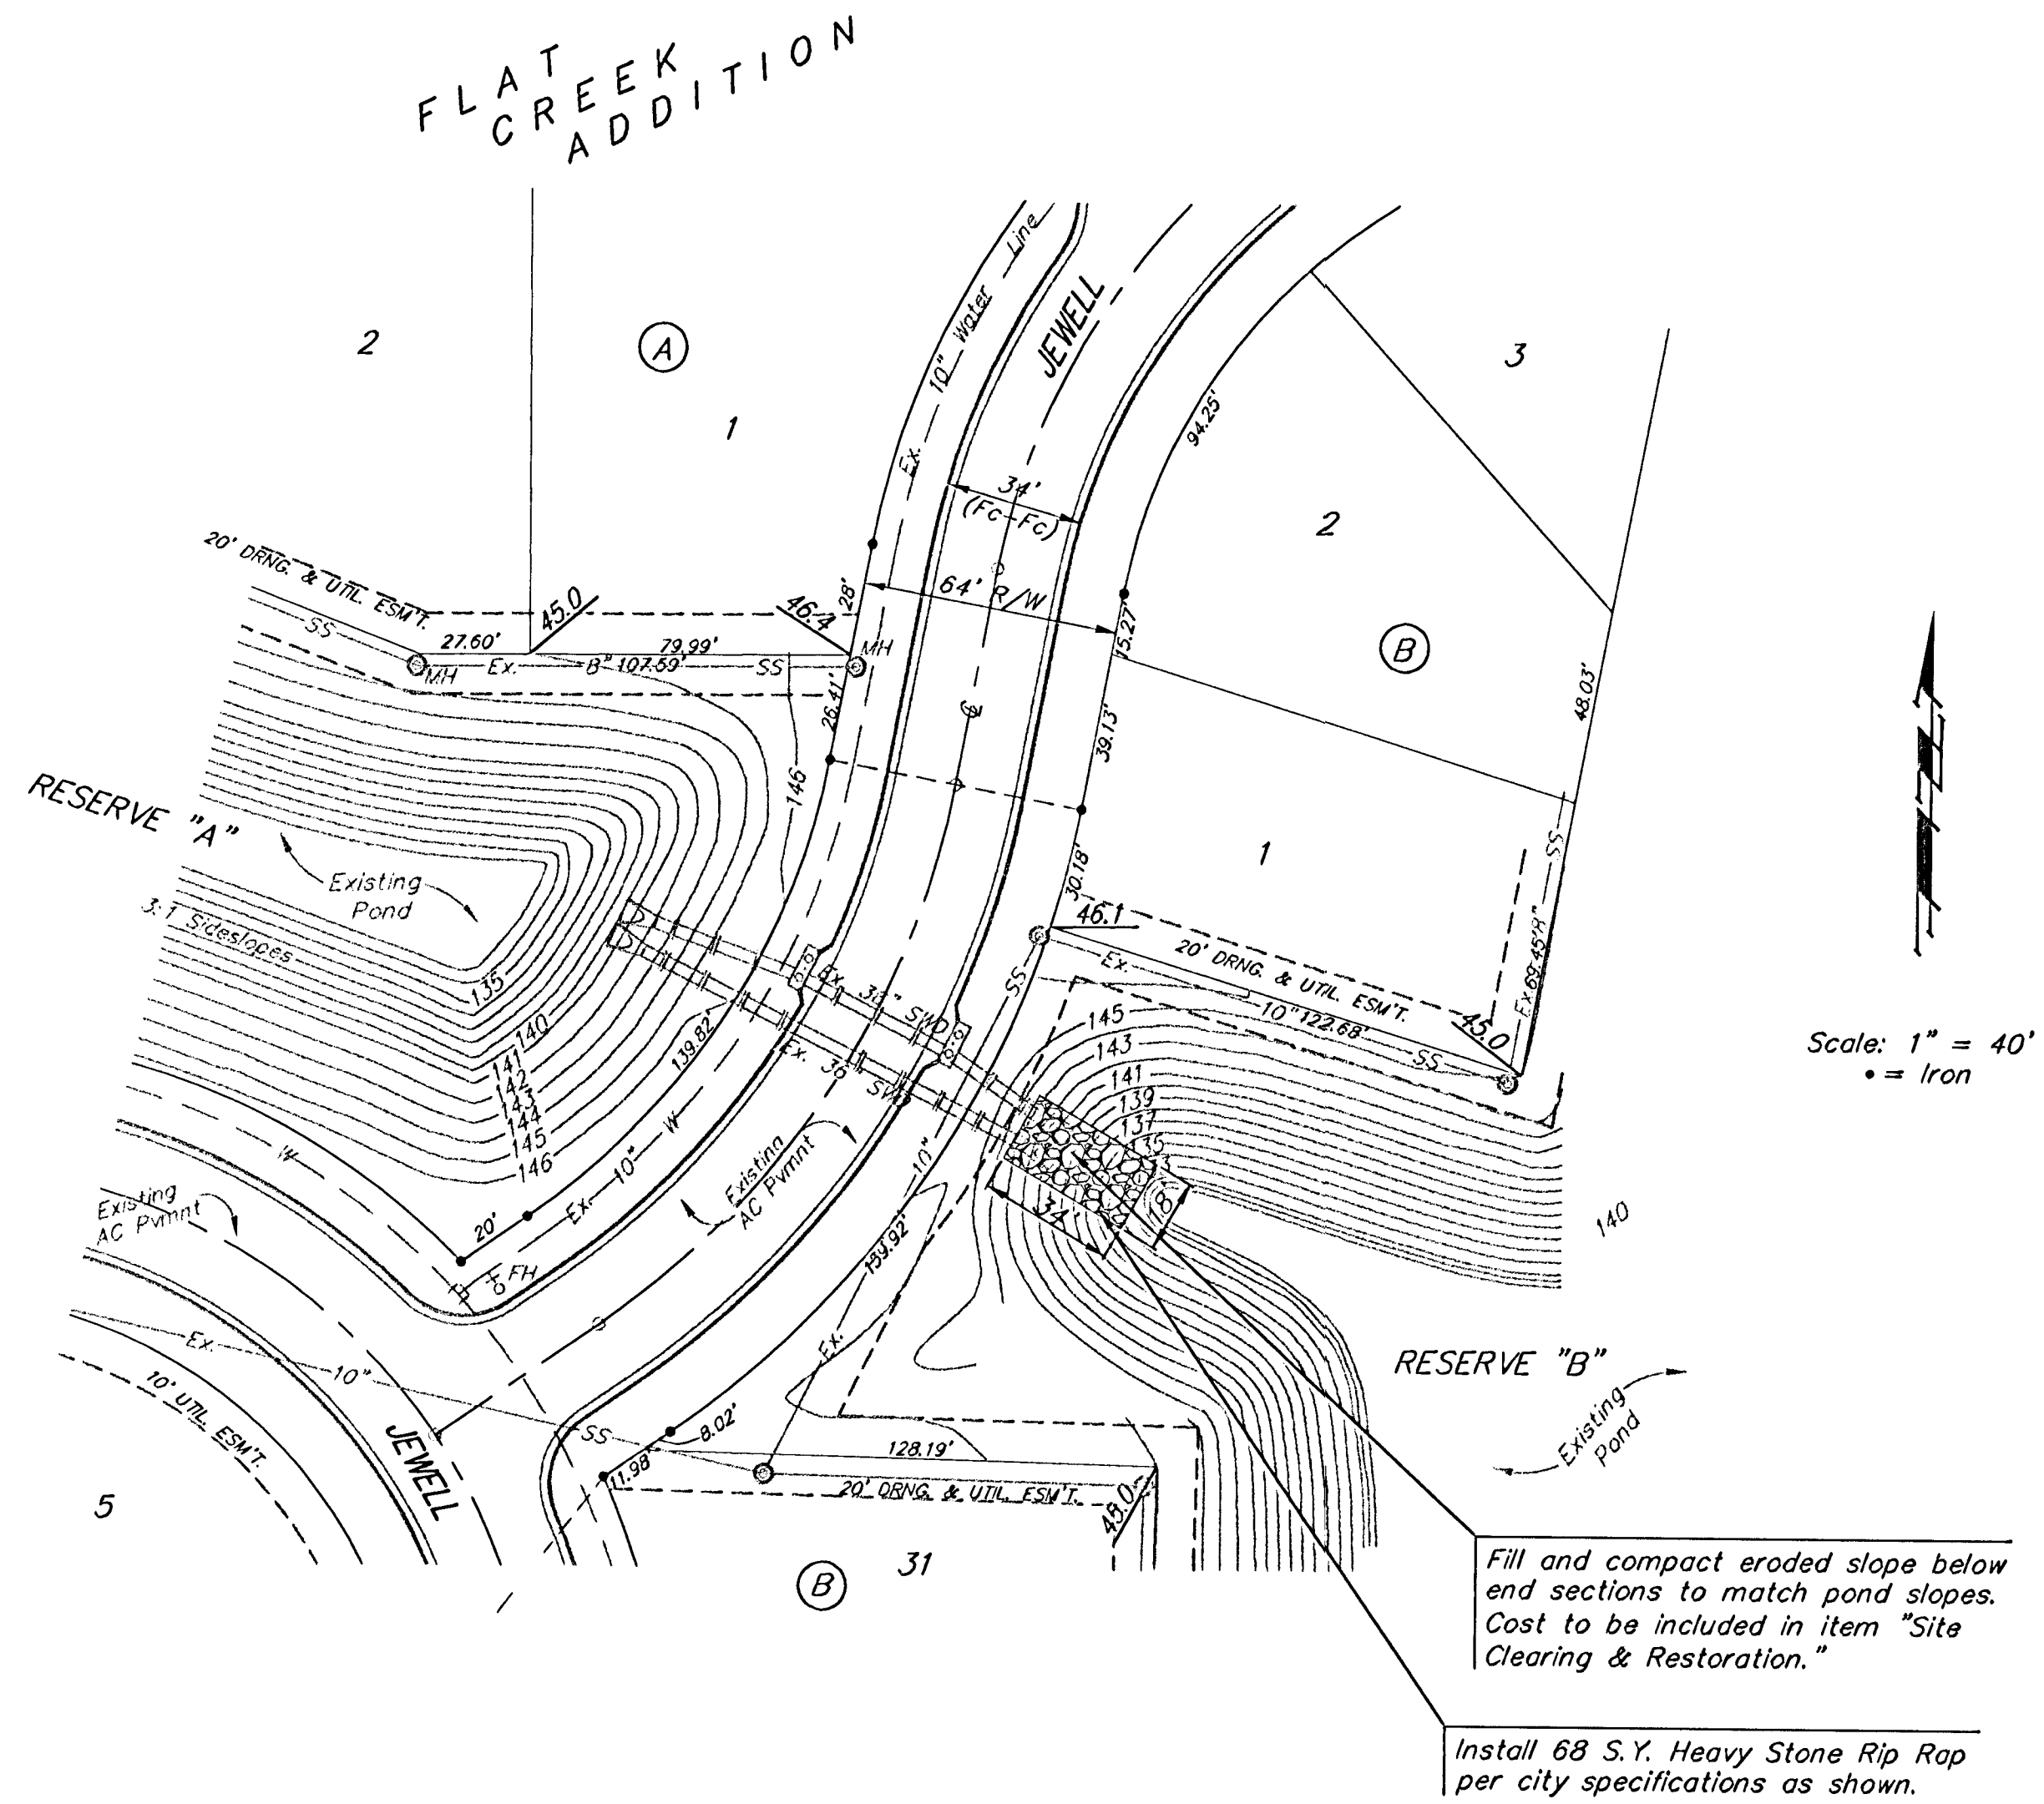 FLAT
CREEK
ADDITION
Ex. 10" Water Line
JEWELL
2
A
1
3
94.25'
34'
(Fc-Fc)
2
20' DRNG. & UTIL. ESM'T.
45.0
46.4
28'
64' R/W
15.27'
B
SS
27.60'
79.99'
MH
MH
Ex.
107.59'
SS
26.41'
39.13'
48.03'
146
RESERVE "A"
Existing
Pond
3:1 Sideslopes
1
30.18'
46.1
SS
20' DRNG. & UTIL. ESM'T.
Ex.
10"
122.68'
SS
45.0
Ex.
69.45'
Scale: 1" = 40'
• = Iron
135
140
141
142
143
144
145
146
139.82'
Ex. SWD
Ex. 36" SWD
SS
145
143
141
139
137
135
34'
18'
140
W
Existing
AC Pvmnt
20'
Ex. 10" W
FH
Existing
AC Pvmnt
10"
139.92'
Ex.
Ex. 10" SS
10' UTIL. ESM'T.
JEWELL
8.02'
11.98'
128.19'
20' DRNG. & UTIL. ESM'T.
45.0
5
B
31
RESERVE "B"
Existing
Pond
Fill and compact eroded slope below
end sections to match pond slopes.
Cost to be included in item "Site
Clearing & Restoration."
Install 68 S.Y. Heavy Stone Rip Rap
per city specifications as shown.